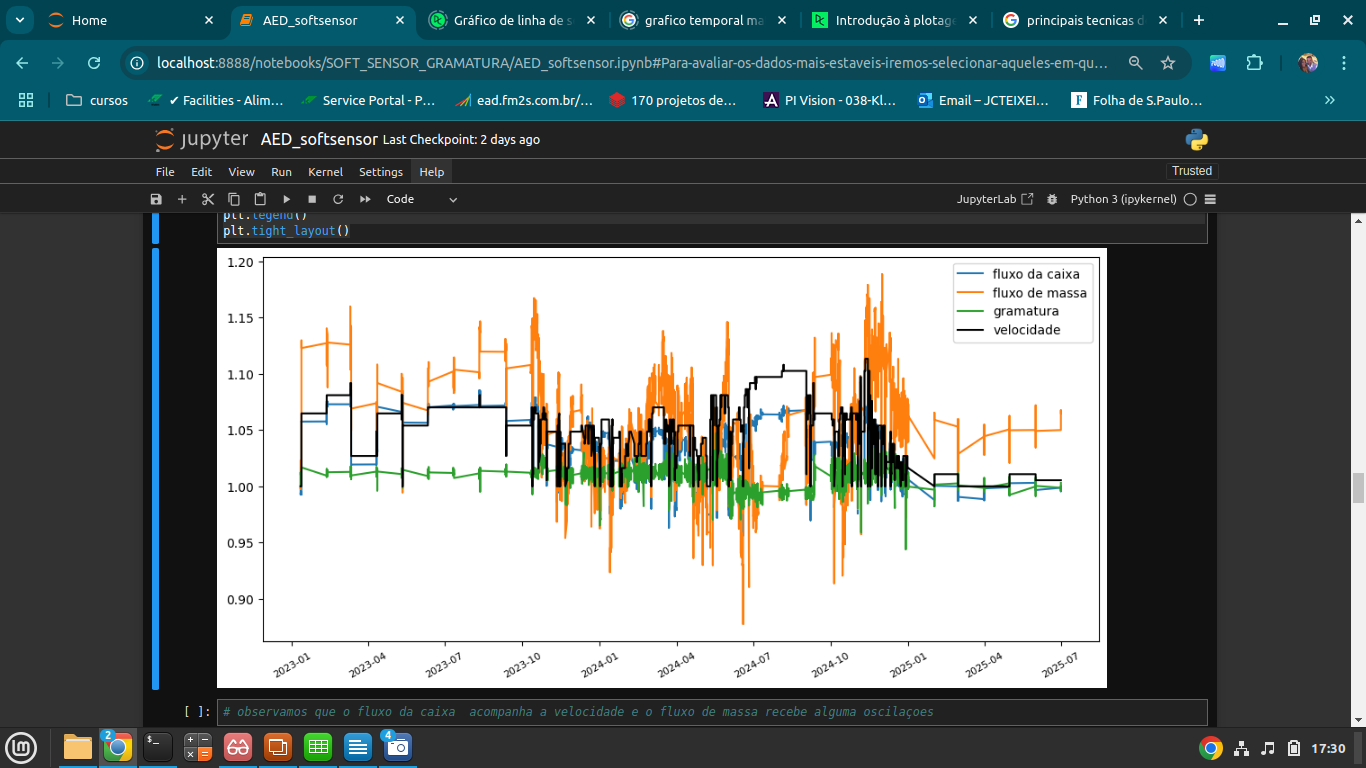 Home
AED_softsensor
Gráfico de linha de s
grafico temporal ma
Introdução à plotage
principais tecnicas d
localhost:8888/notebooks/SOFT_SENSOR_GRAMATURA/AED_softsensor.ipynb#Para-avaliar-os-dados-mais-estaveis-iremos-selecionar-aqueles-em-qu...
cursos
✔ Facilities - Alim...
Service Portal - P...
ead.fm2s.com.br/...
170 projetos de...
PI Vision - 038-Kl...
Email – JCTEIXEI...
Folha de S.Paulo...
jupyter AED_softsensor Last Checkpoint: 2 days ago
File Edit View Run Kernel Settings Help
Trusted
Code
JupyterLab
Python 3 (ipykernel)
plt.legend()
plt.tight_layout()
1.20
1.15
1.10
1.05
1.00
0.95
0.90
fluxo da caixa
fluxo de massa
gramatura
velocidade
2023-01
2023-04
2023-07
2023-10
2024-01
2024-04
2024-07
2024-10
2025-01
2025-04
2025-07
[ ]: # observamos que o fluxo da caixa  acompanha a velocidade e o fluxo de massa recebe alguma oscilaçoes
2
4
17:30